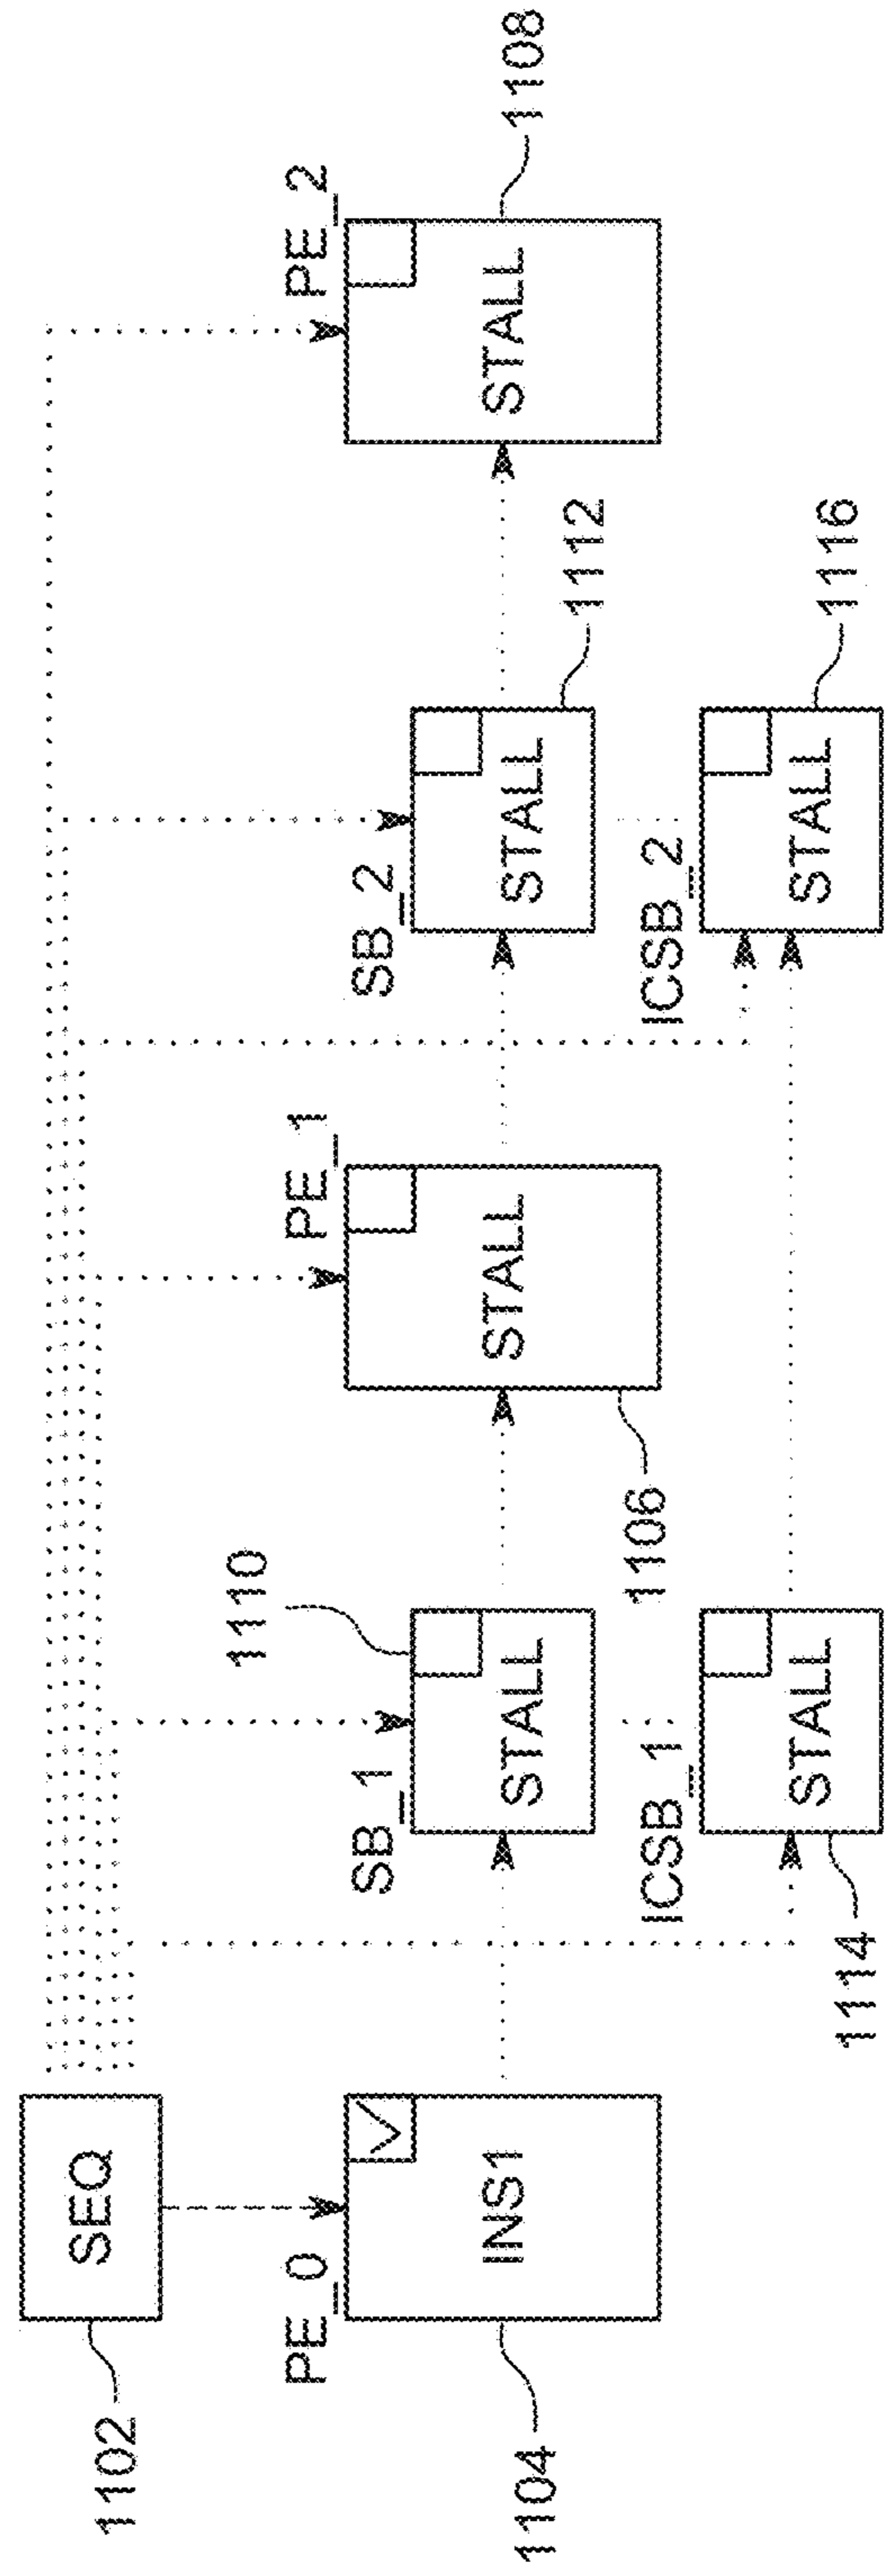 1102
SEQ
PE_0
INS1
1104
SB_1
STALL
1110
ICSB_1
STALL
1114
PE_1
STALL
1106
SB_2
STALL
1112
ICSB_2
STALL
1116
PE_2
STALL
1108
V